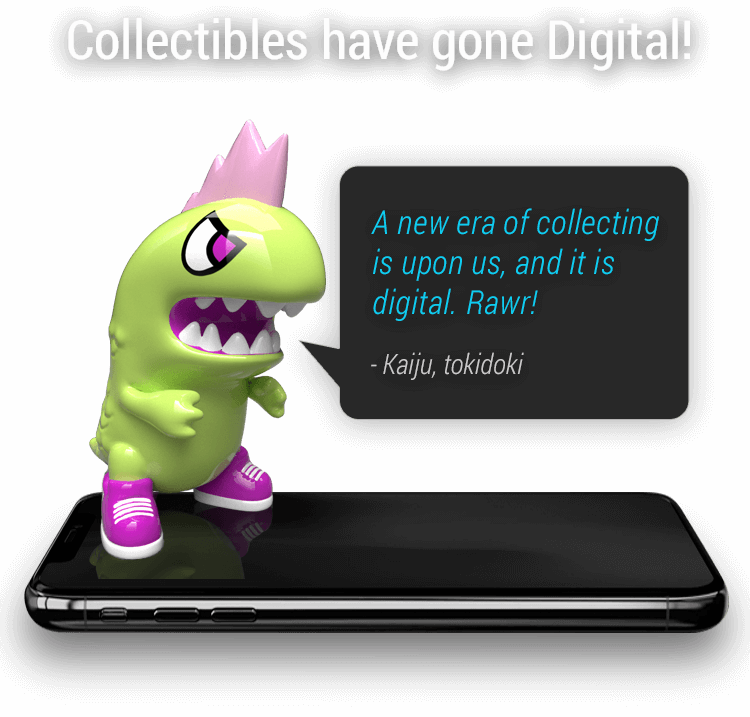 Collectibles have gone Digital!
A new era of collecting
is upon us, and it is
digital. Rawr!
- Kaiju, tokidoki